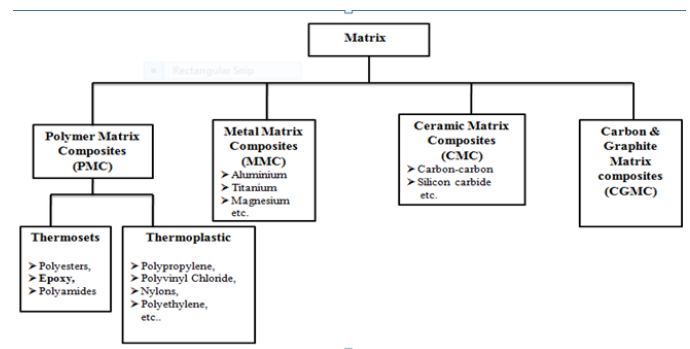 Matrix
Rectangular Snip
Polymer Matrix
Composites
(PMC)
Metal Matrix
Composites
(MMC)
➤ Aluminium
➤ Titanium
➤ Magnesium
etc.
Ceramic Matrix
Composites
(CMC)
➤ Carbon-carbon
➤ Silicon carbide
etc.
Carbon &
Graphite
Matrix
composites
(CGMC)
Thermosets
➤ Polyesters,
➤ Epoxy,
➤ Polyamides
Thermoplastic
➤ Polypropylene,
➤ Polyvinyl Chloride,
➤ Nylons,
➤ Polyethylene,
etc..